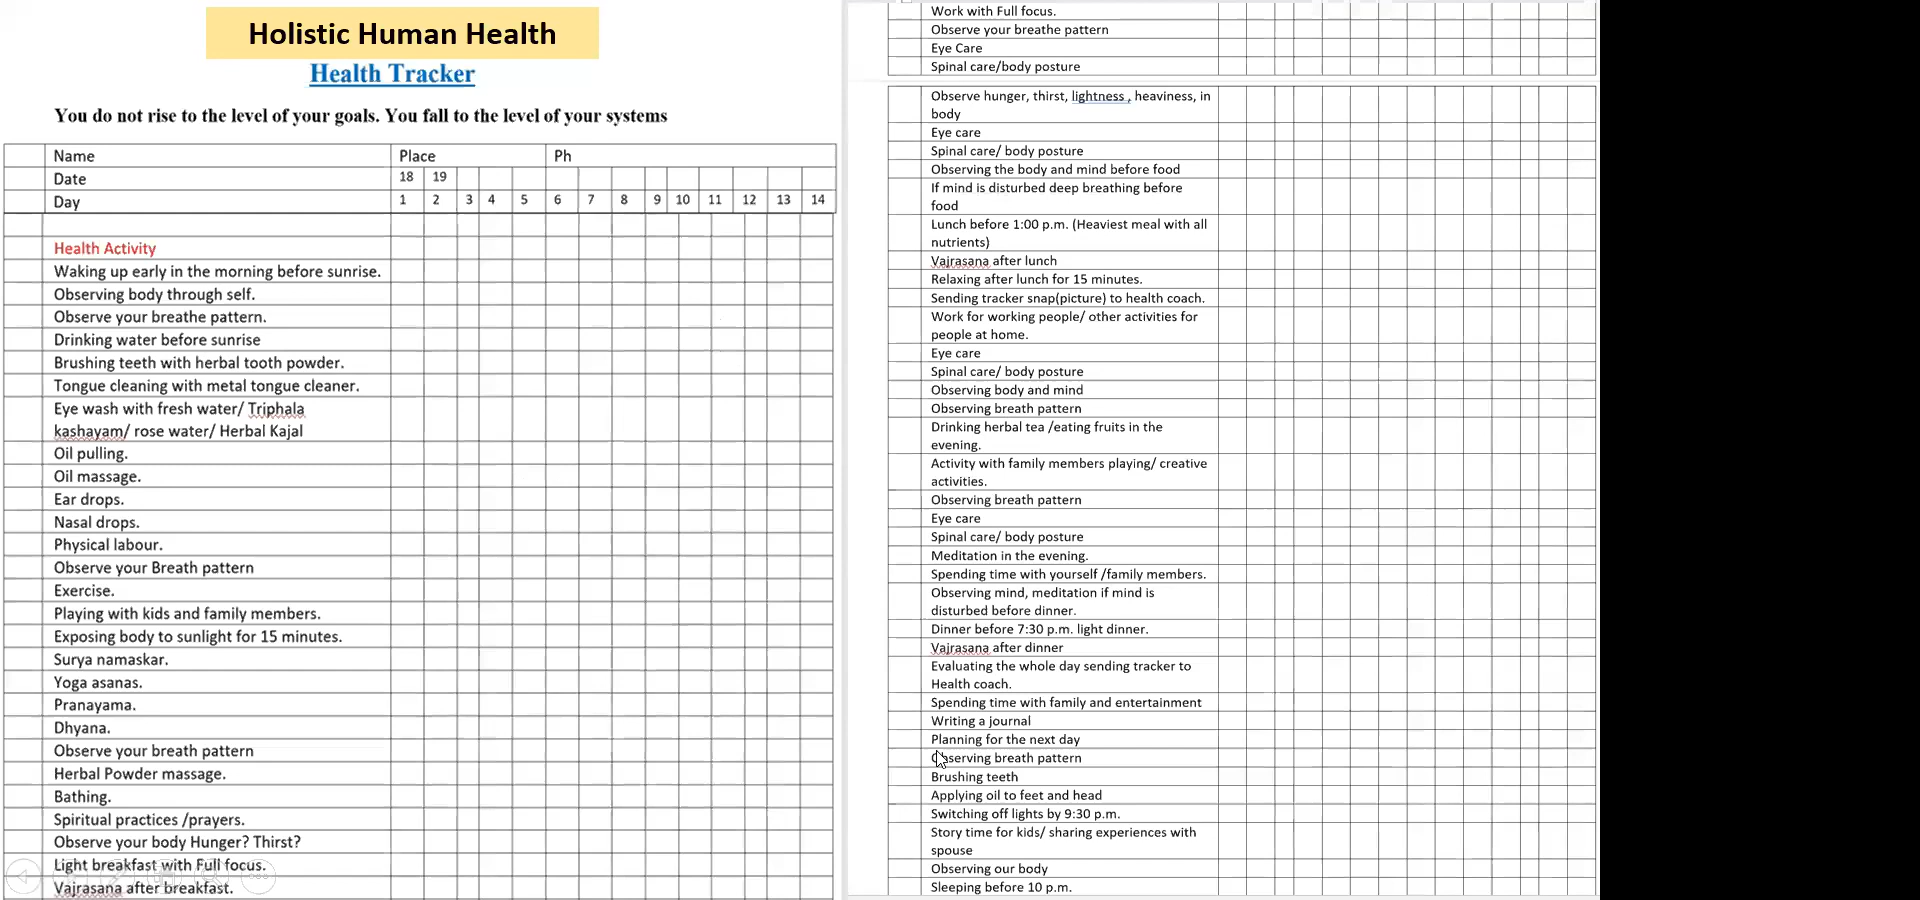 Holistic Human Health
Health Tracker
You do not rise to the level of your goals. You fall to the level of your systems
Name Place Ph
Date 18 19
Day 1 2 3 4 5 6 7 8 9 10 11 12 13 14
Health Activity
Waking up early in the morning before sunrise.
Observing body through self.
Observe your breathe pattern.
Drinking water before sunrise
Brushing teeth with herbal tooth powder.
Tongue cleaning with metal tongue cleaner.
Eye wash with fresh water/ Triphala
kashayam/ rose water/ Herbal Kajal
Oil pulling.
Oil massage.
Ear drops.
Nasal drops.
Physical labour.
Observe your Breath pattern
Exercise.
Playing with kids and family members.
Exposing body to sunlight for 15 minutes.
Surya namaskar.
Yoga asanas.
Pranayama.
Dhyana.
Observe your breath pattern
Herbal Powder massage.
Bathing.
Spiritual practices /prayers.
Observe your body Hunger? Thirst?
Light breakfast with Full focus.
Vajrasana after breakfast.
Work with Full focus.
Observe your breathe pattern
Eye Care
Spinal care/body posture
Observe hunger, thirst, lightness , heaviness, in
body
Eye care
Spinal care/ body posture
Observing the body and mind before food
If mind is disturbed deep breathing before
food
Lunch before 1:00 p.m. (Heaviest meal with all
nutrients)
Vajrasana after lunch
Relaxing after lunch for 15 minutes.
Sending tracker snap(picture) to health coach.
Work for working people/ other activities for
people at home.
Eye care
Spinal care/ body posture
Observing body and mind
Observing breath pattern
Drinking herbal tea /eating fruits in the
evening.
Activity with family members playing/ creative
activities.
Observing breath pattern
Eye care
Spinal care/ body posture
Meditation in the evening.
Spending time with yourself /family members.
Observing mind, meditation if mind is
disturbed before dinner.
Dinner before 7:30 p.m. light dinner.
Vajrasana after dinner
Evaluating the whole day sending tracker to
Health coach.
Spending time with family and entertainment
Writing a journal
Planning for the next day
Observing breath pattern
Brushing teeth
Applying oil to feet and head
Switching off lights by 9:30 p.m.
Story time for kids/ sharing experiences with
spouse
Observing our body
Sleeping before 10 p.m.